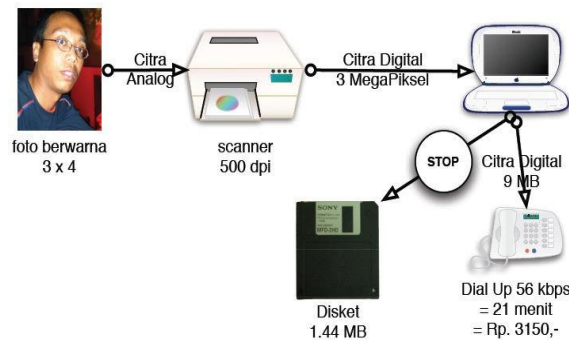 Citra
Analog
Citra Digital
3 MegaPiksel
foto berwarna
3 x 4
scanner
500 dpi
STOP
Citra Digital
9 MB
SONY
Disket
1.44 MB
Dial Up 56 kbps
= 21 menit
= Rp. 3150,-